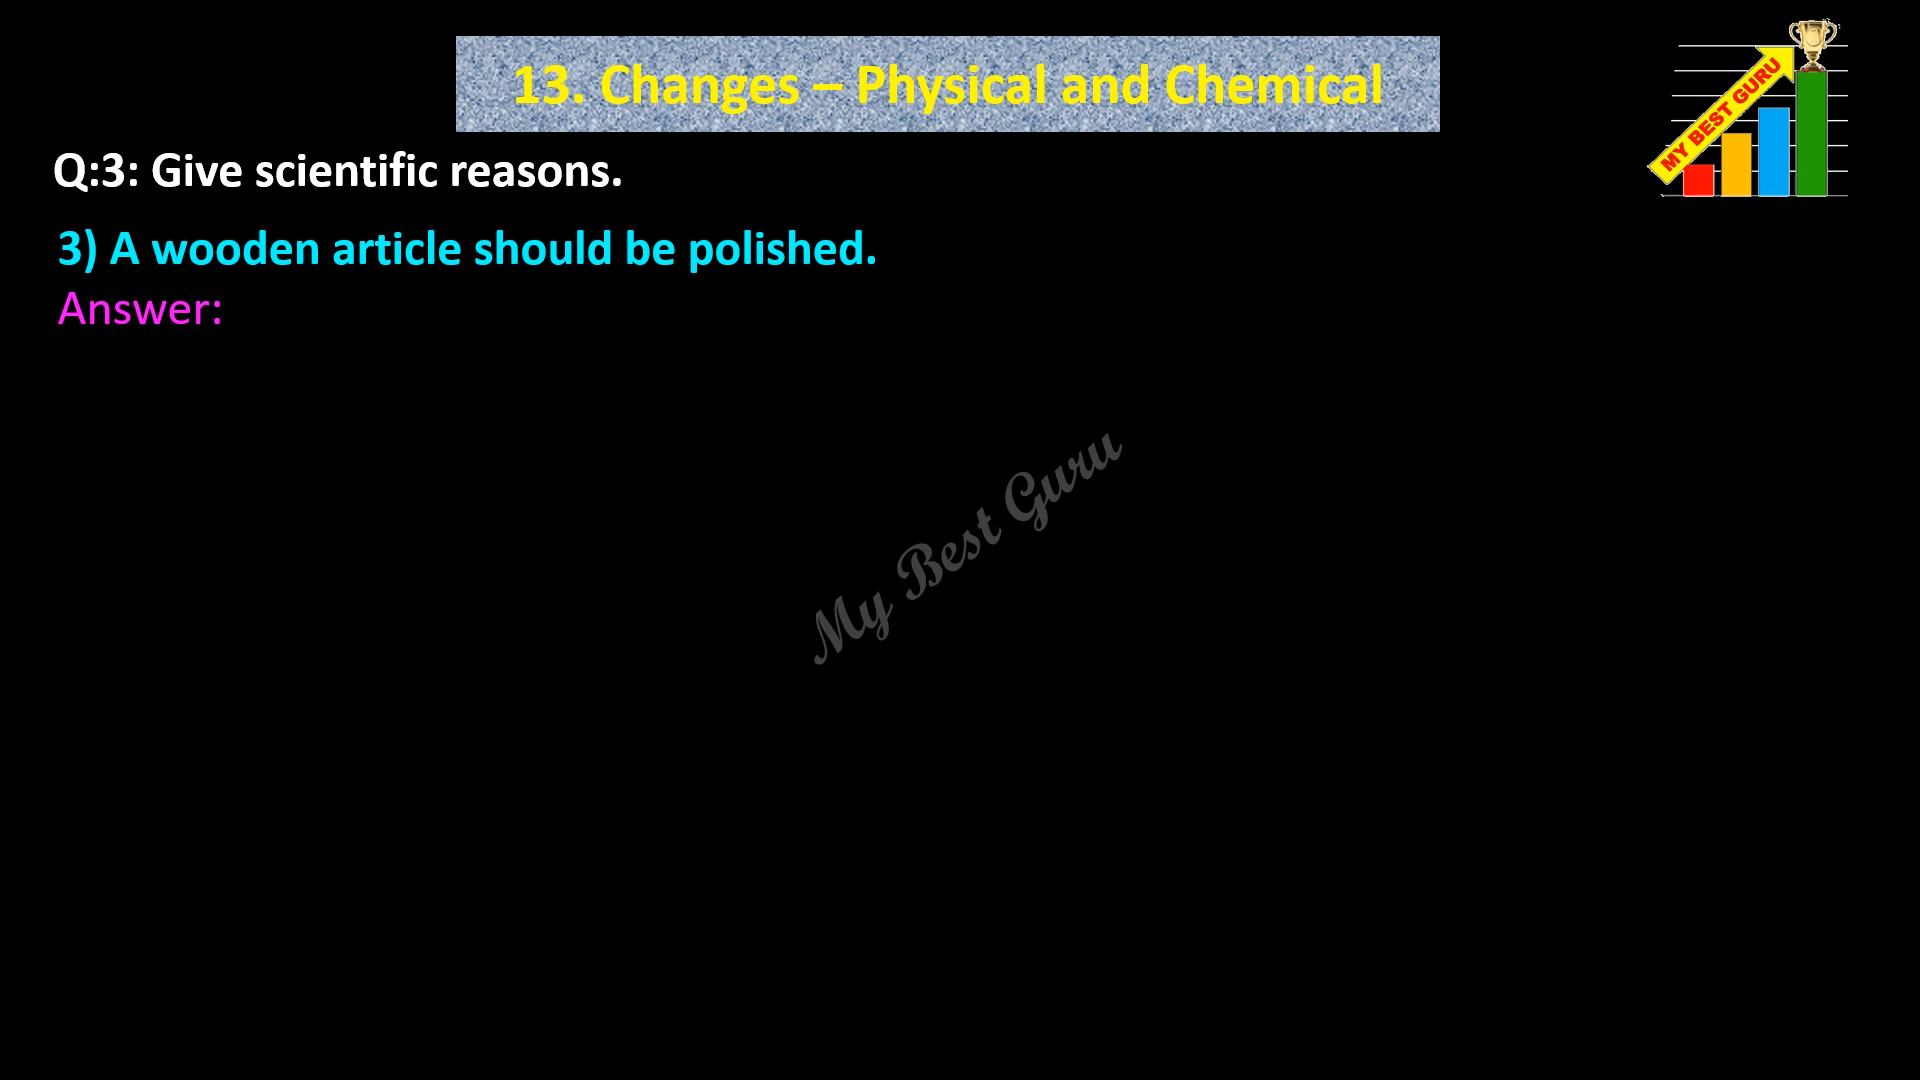 13. Changes – Physical and Chemical
MY BEST GURU
Q:3: Give scientific reasons.
3) A wooden article should be polished.
Answer:
My Best Guru